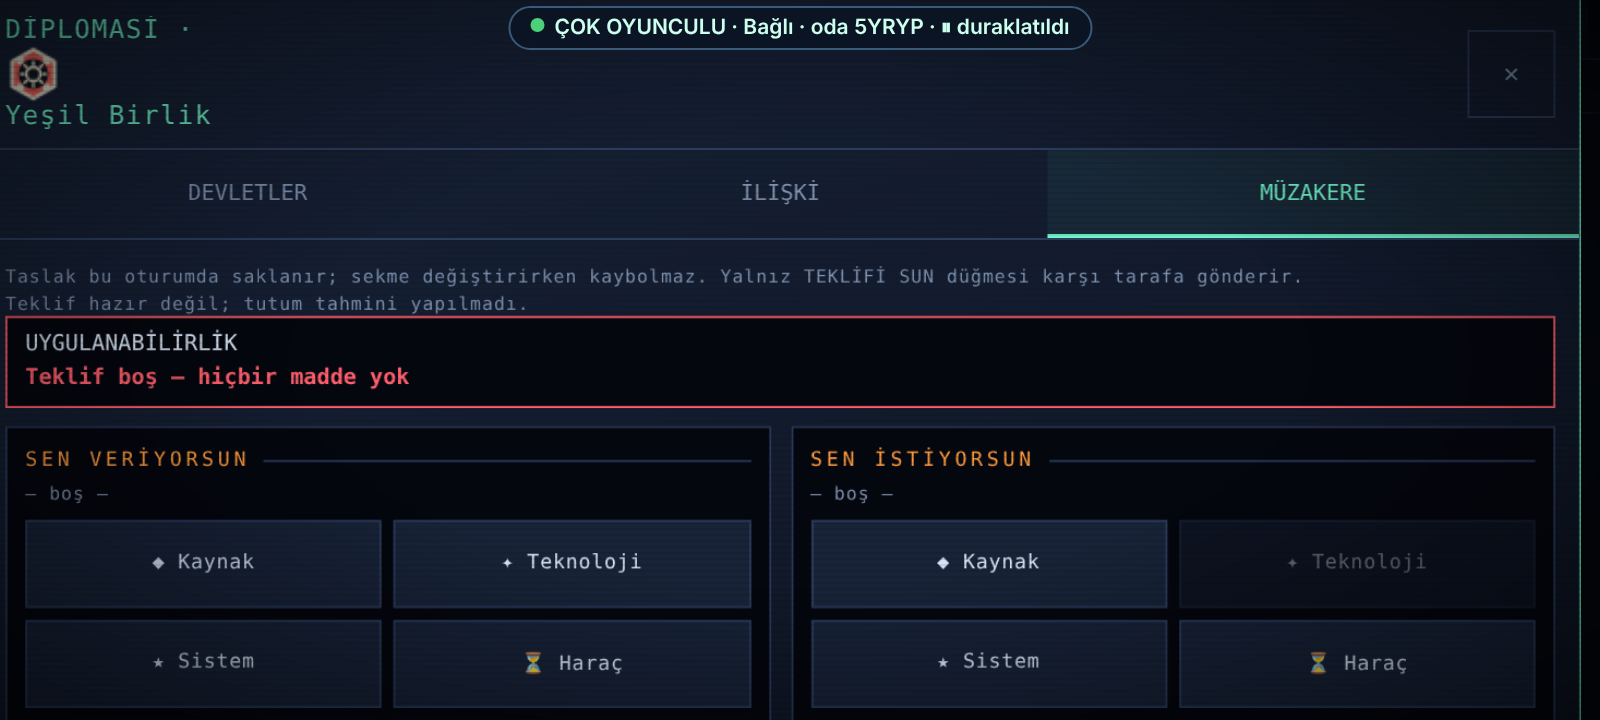 DİPLOMASİ ·
ÇOK OYUNCULU · Bağlı · oda 5YRYP · ⏸ duraklatıldı
×
Yeşil Birlik
DEVLETLER
İLİŞKİ
MÜZAKERE
Taslak bu oturumda saklanır; sekme değiştirirken kaybolmaz. Yalnız TEKLİFİ SUN düğmesi karşı tarafa gönderir.
Teklif hazır değil; tutum tahmini yapılmadı.
UYGULANABİLİRLİK
Teklif boş — hiçbir madde yok
SEN VERİYORSUN
— boş —
◆ Kaynak
✦ Teknoloji
★ Sistem
⏳ Haraç
SEN İSTİYORSUN
— boş —
◆ Kaynak
✦ Teknoloji
★ Sistem
⏳ Haraç